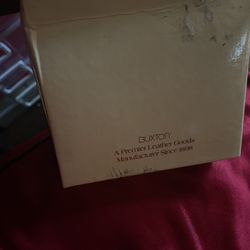 BUXTON
A Premier Leather Goods
Manufacturer Since 1898